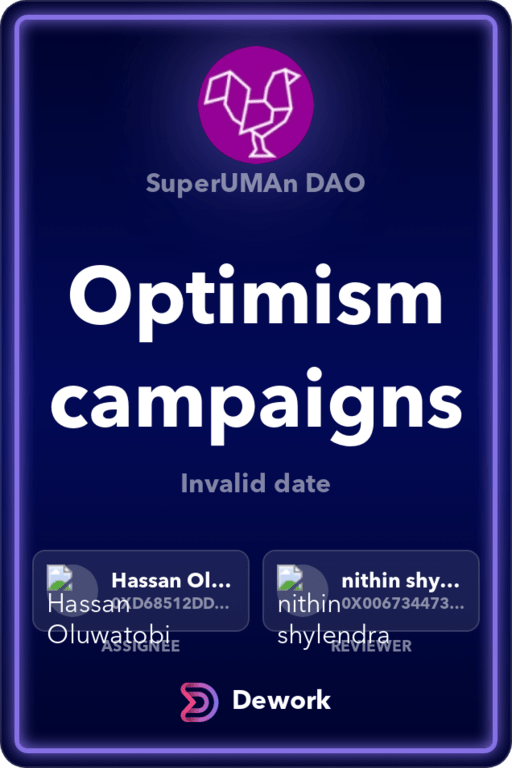 SuperUMAn DAO
Optimism
campaigns
Invalid date
Hassan Ol...
0XD68512DD...
Hassan
Oluwatobi
ASSIGNEE
nithin shy...
0X006734473...
nithin
shylendra
REVIEWER
Dework